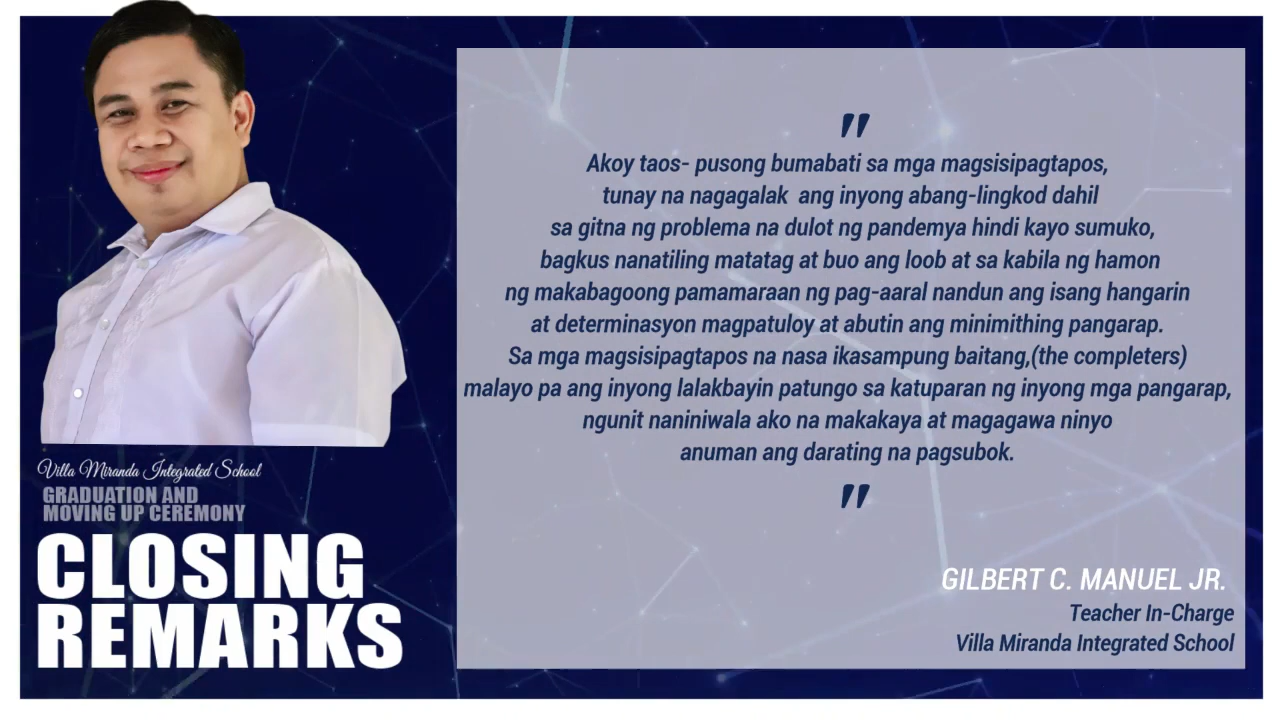 Villa Miranda Integrated School
GRADUATION AND
MOVING UP CEREMONY
CLOSING
REMARKS
"
Akoy taos- pusong bumabati sa mga magsisipagtapos,
tunay na nagagalak  ang inyong abang-lingkod dahil
sa gitna ng problema na dulot ng pandemya hindi kayo sumuko,
bagkus nanatiling matatag at buo ang loob at sa kabila ng hamon
ng makabagoong pamamaraan ng pag-aaral nandun ang isang hangarin
at determinasyon magpatuloy at abutin ang minimithing pangarap.
Sa mga magsisipagtapos na nasa ikasampung baitang,(the completers)
malayo pa ang inyong lalakbayin patungo sa katuparan ng inyong mga pangarap,
ngunit naniniwala ako na makakaya at magagawa ninyo
anuman ang darating na pagsubok.
"
GILBERT C. MANUEL JR.
Teacher In-Charge
Villa Miranda Integrated School